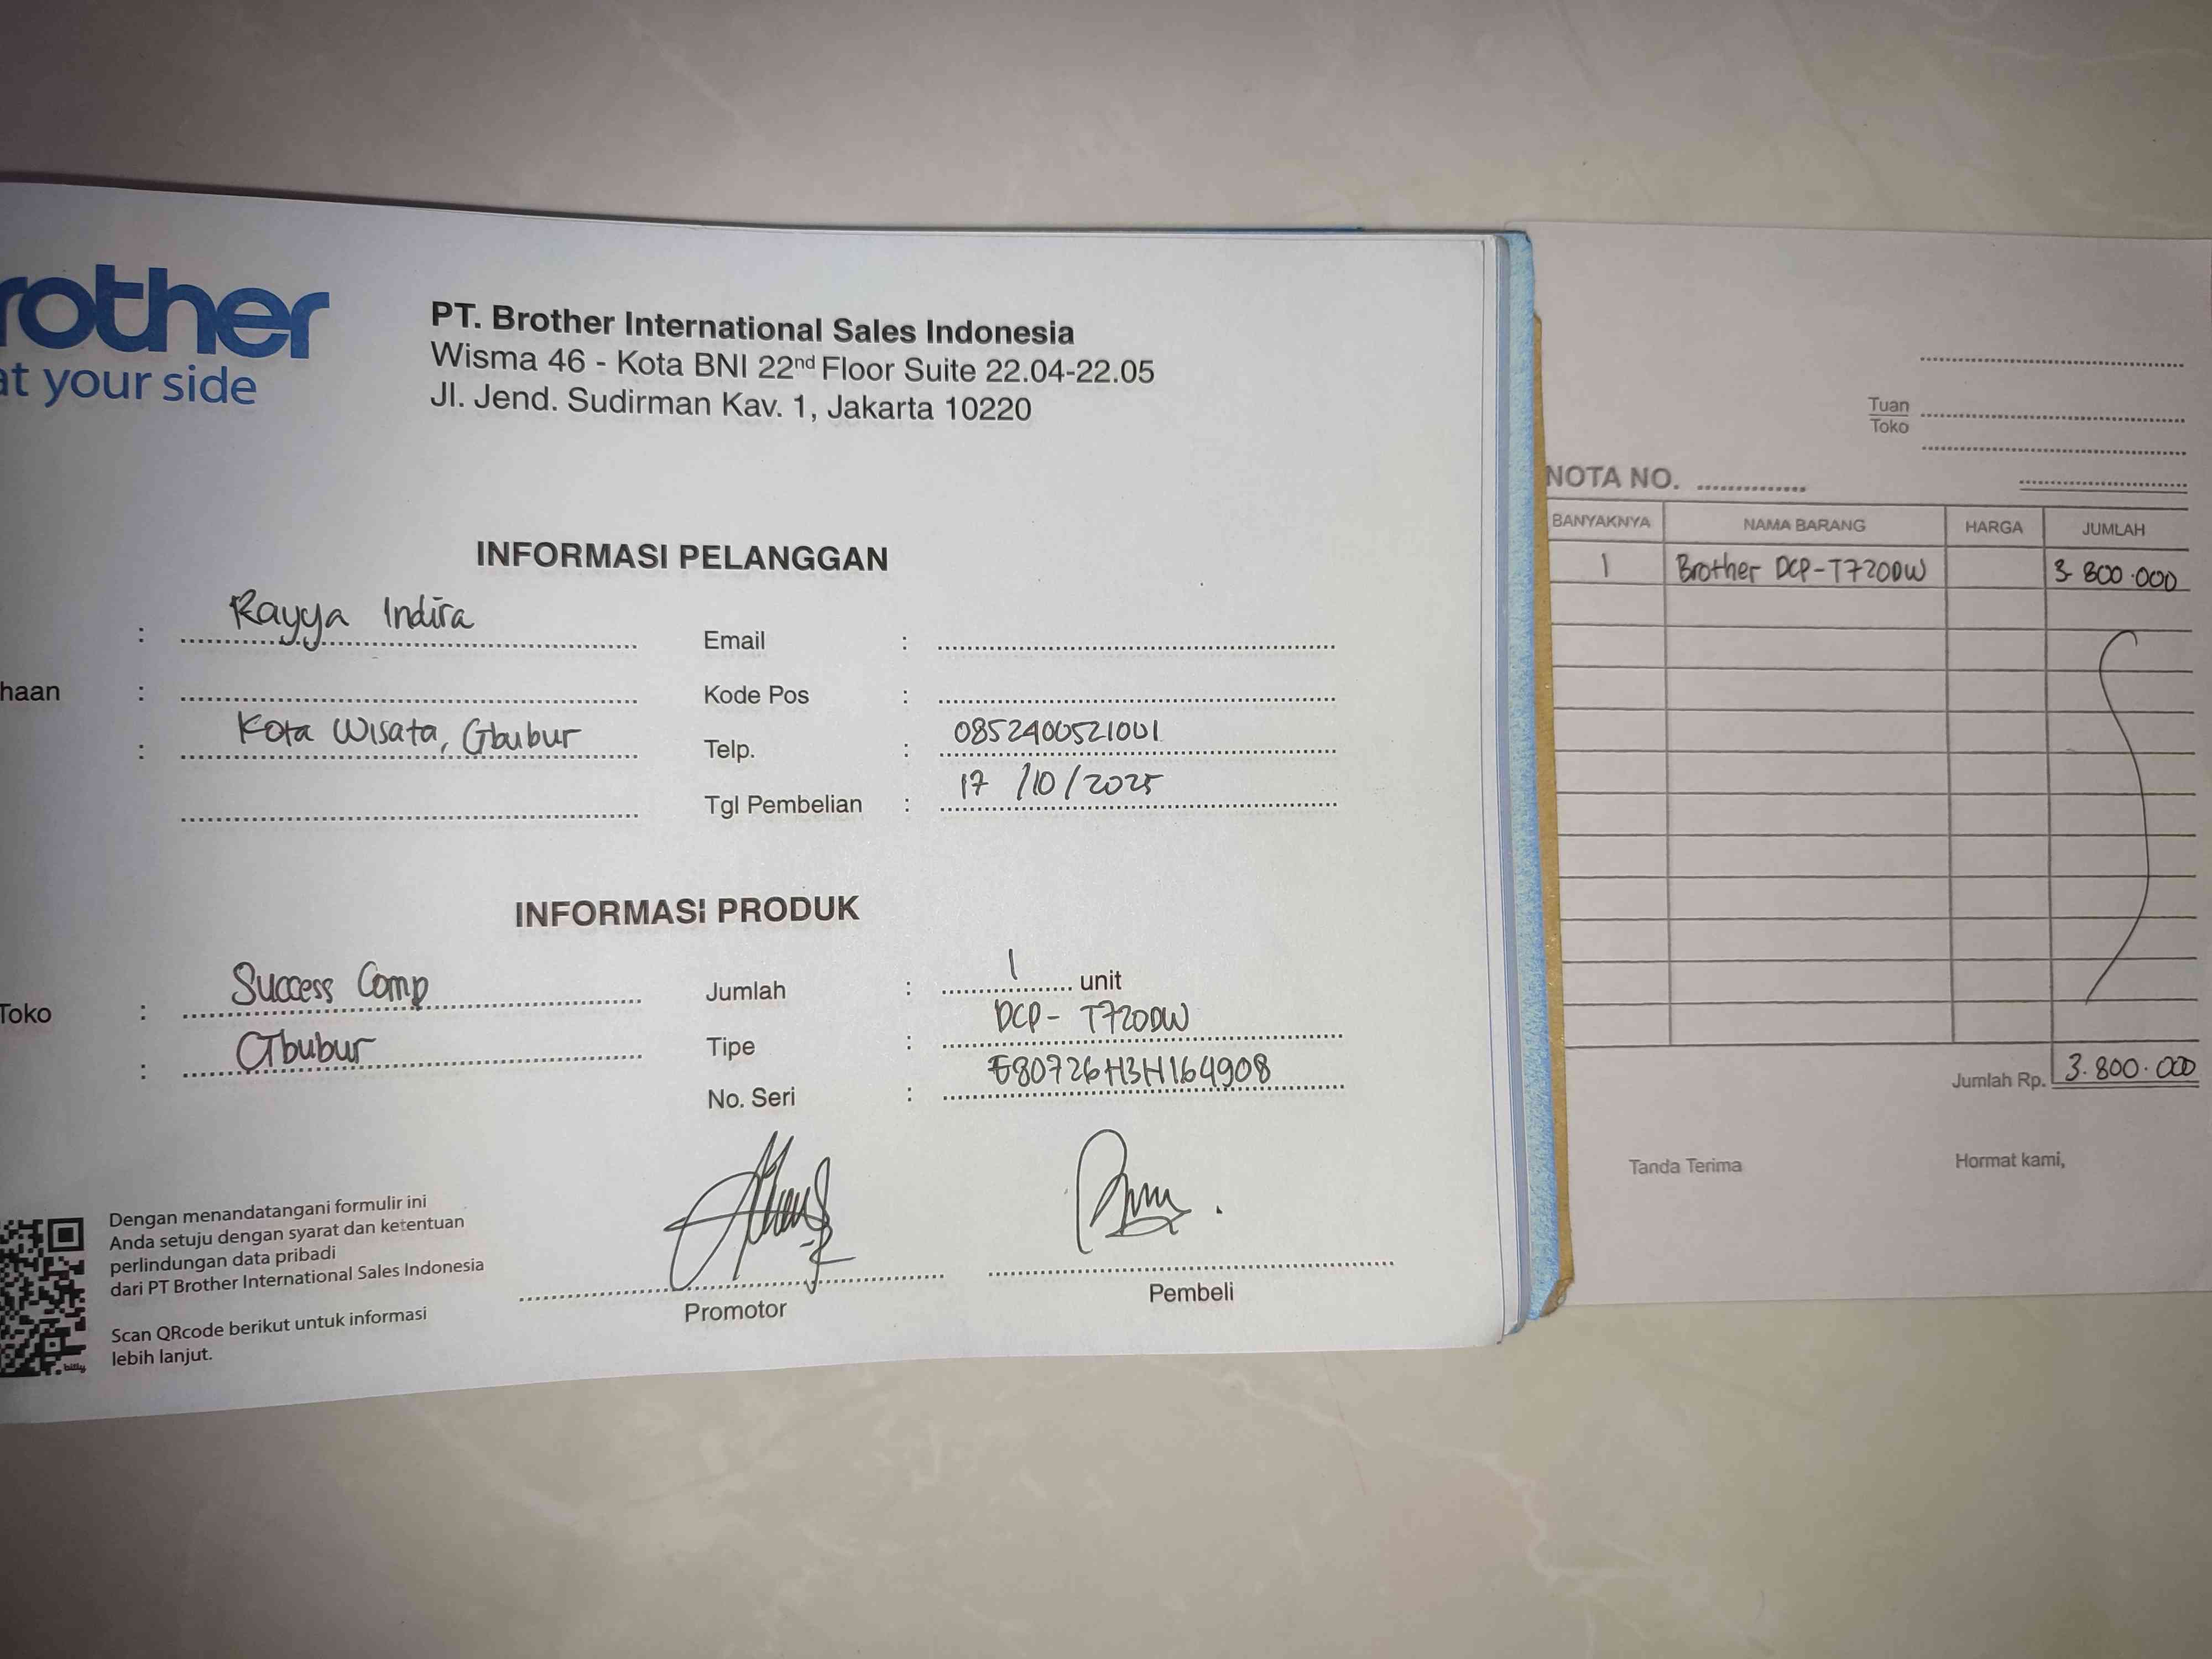 rother
at your side
PT. Brother International Sales Indonesia
Wisma 46 - Kota BNI 22nd Floor Suite 22.04-22.05
Jl. Jend. Sudirman Kav. 1, Jakarta 10220
INFORMASI PELANGGAN
: Rayya Indira
Email :
haan :
Kode Pos :
: Kota Wisata, Cibubur
Telp. : 0852400521001
Tgl Pembelian : 17 /10/2025
INFORMASI PRODUK
Toko : Success Comp
Jumlah : 1 unit
: Cibubur
Tipe : DCP- T720DW
No. Seri : E80726H3H164908
Dengan menandatangani formulir ini
Anda setuju dengan syarat dan ketentuan
perlindungan data pribadi
dari PT Brother International Sales Indonesia
Scan QRcode berikut untuk informasi
lebih lanjut.
bitly
Promotor
Pembeli
Tuan
Toko
NOTA NO.
BANYAKNYA NAMA BARANG HARGA JUMLAH
1 Brother DCP-T720DW 3.800.000
Jumlah Rp. 3.800.000
Tanda Terima Hormat kami,